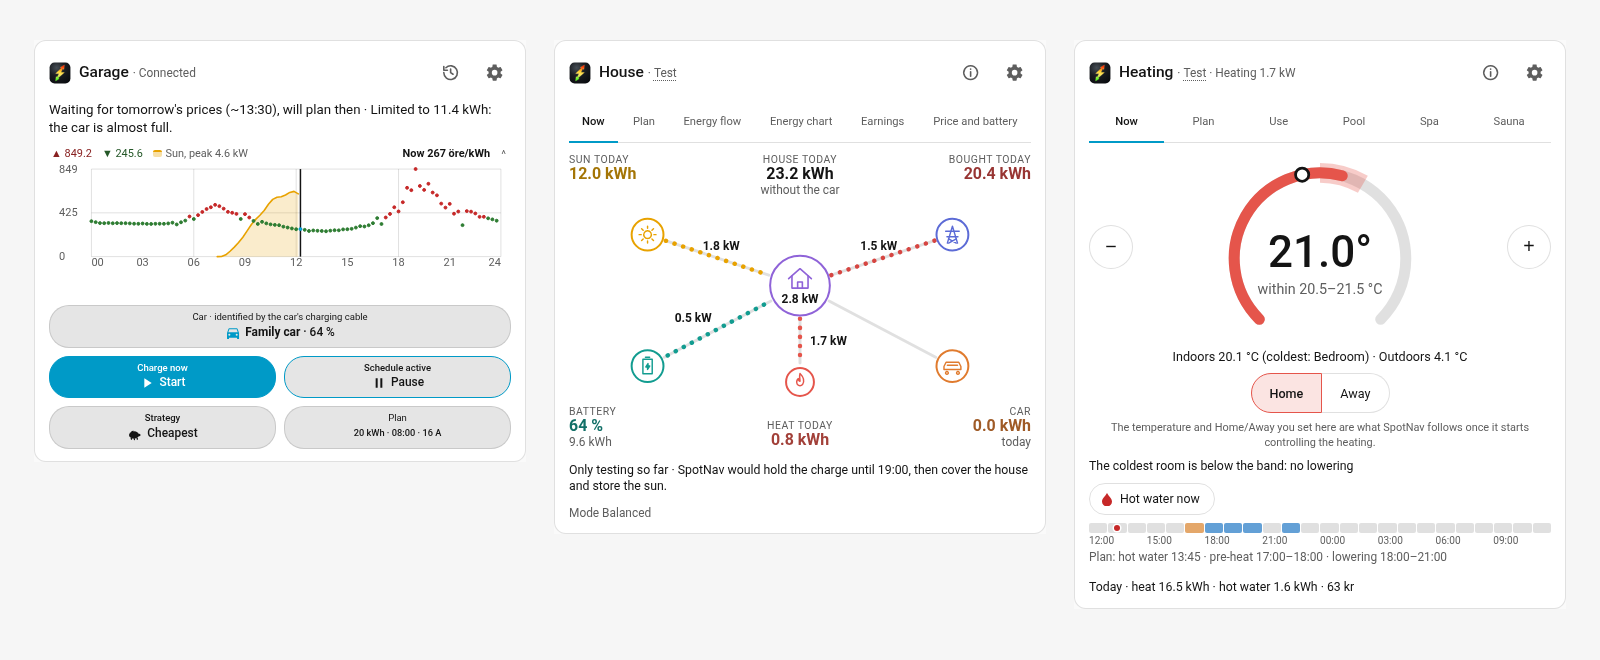 Garage · Connected
Waiting for tomorrow's prices (~13:30), will plan then · Limited to 11.4 kWh:
the car is almost full.
▲ 849.2 ▼ 245.6 Sun, peak 4.6 kW Now 267 öre/kWh
849
425
0
00 03 06 09 12 15 18 21 24
Car · identified by the car's charging cable
Family car · 64 %
Charge now
Start
Schedule active
Pause
Strategy
Cheapest
Plan
20 kWh · 08:00 · 16 A
House · Test
Now Plan Energy flow Energy chart Earnings Price and battery
SUN TODAY
12.0 kWh
HOUSE TODAY
23.2 kWh
without the car
BOUGHT TODAY
20.4 kWh
1.8 kW
1.5 kW
2.8 kW
0.5 kW
1.7 kW
BATTERY
64 %
9.6 kWh
HEAT TODAY
0.8 kWh
CAR
0.0 kWh
today
Only testing so far · SpotNav would hold the charge until 19:00, then cover the house
and store the sun.
Mode Balanced
Heating · Test · Heating 1.7 kW
Now Plan Use Pool Spa Sauna
−
21.0°
+
within 20.5–21.5 °C
Indoors 20.1 °C (coldest: Bedroom) · Outdoors 4.1 °C
Home Away
The temperature and Home/Away you set here are what SpotNav follows once it starts
controlling the heating.
The coldest room is below the band: no lowering
Hot water now
12:00 15:00 18:00 21:00 00:00 03:00 06:00 09:00
Plan: hot water 13:45 · pre-heat 17:00–18:00 · lowering 18:00–21:00
Today · heat 16.5 kWh · hot water 1.6 kWh · 63 kr